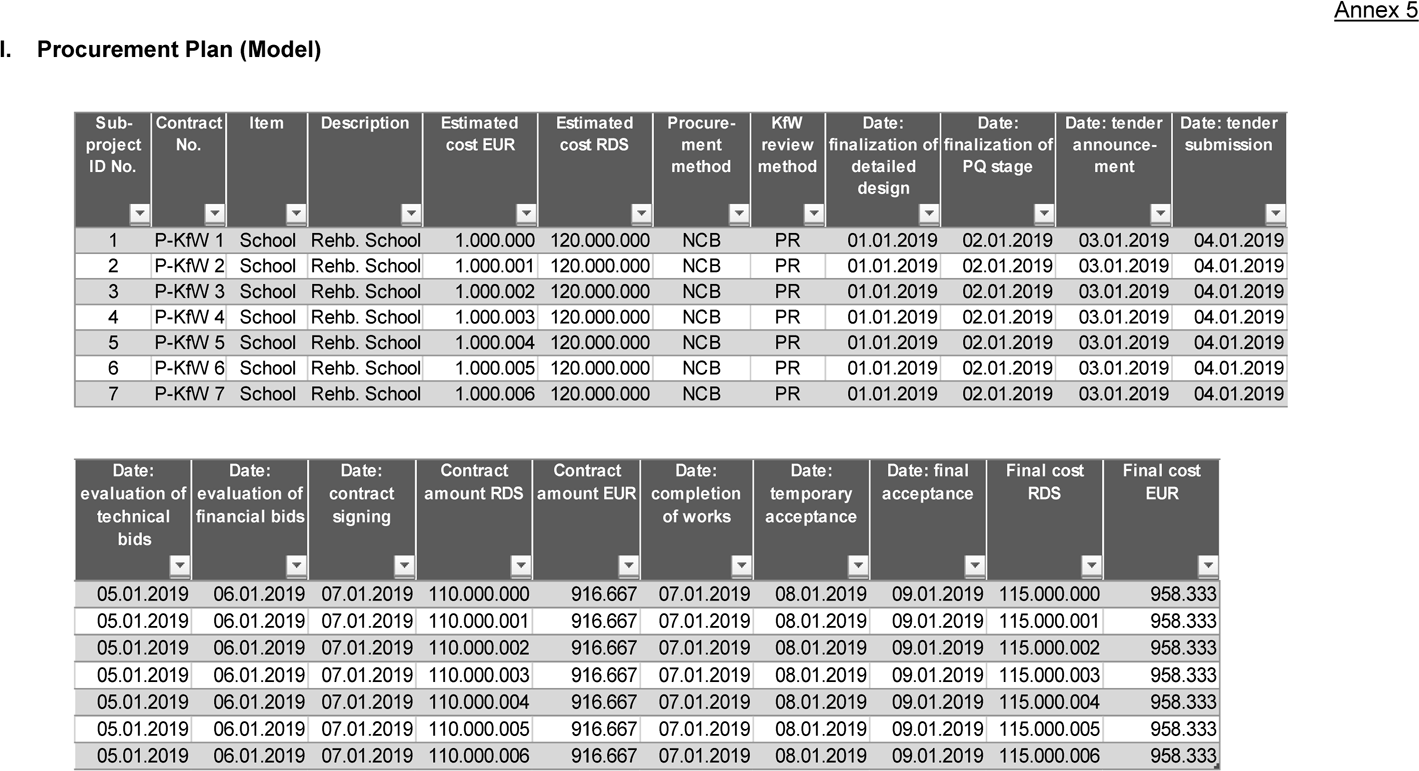 Annex 5
I. Procurement Plan (Model)
Sub- Contract Item Description Estimated Estimated Procure- KfW Date: Date: Date: tender Date: tender
project No. cost EUR cost RDS ment review finalization of finalization of announce- submission
ID No. method method detailed PQ stage ment
design
1 P-KfW 1 School Rehb. School 1.000.000 120.000.000 NCB PR 01.01.2019 02.01.2019 03.01.2019 04.01.2019
2 P-KfW 2 School Rehb. School 1.000.001 120.000.000 NCB PR 01.01.2019 02.01.2019 03.01.2019 04.01.2019
3 P-KfW 3 School Rehb. School 1.000.002 120.000.000 NCB PR 01.01.2019 02.01.2019 03.01.2019 04.01.2019
4 P-KfW 4 School Rehb. School 1.000.003 120.000.000 NCB PR 01.01.2019 02.01.2019 03.01.2019 04.01.2019
5 P-KfW 5 School Rehb. School 1.000.004 120.000.000 NCB PR 01.01.2019 02.01.2019 03.01.2019 04.01.2019
6 P-KfW 6 School Rehb. School 1.000.005 120.000.000 NCB PR 01.01.2019 02.01.2019 03.01.2019 04.01.2019
7 P-KfW 7 School Rehb. School 1.000.006 120.000.000 NCB PR 01.01.2019 02.01.2019 03.01.2019 04.01.2019
Date: Date: Date: Contract Contract Date: Date: Date: final Final cost Final cost
evaluation of evaluation of contract amount RDS amount EUR completion temporary acceptance RDS EUR
technical financial bids signing of works acceptance
bids
05.01.2019 06.01.2019 07.01.2019 110.000.000 916.667 07.01.2019 08.01.2019 09.01.2019 115.000.000 958.333
05.01.2019 06.01.2019 07.01.2019 110.000.001 916.667 07.01.2019 08.01.2019 09.01.2019 115.000.001 958.333
05.01.2019 06.01.2019 07.01.2019 110.000.002 916.667 07.01.2019 08.01.2019 09.01.2019 115.000.002 958.333
05.01.2019 06.01.2019 07.01.2019 110.000.003 916.667 07.01.2019 08.01.2019 09.01.2019 115.000.003 958.333
05.01.2019 06.01.2019 07.01.2019 110.000.004 916.667 07.01.2019 08.01.2019 09.01.2019 115.000.004 958.333
05.01.2019 06.01.2019 07.01.2019 110.000.005 916.667 07.01.2019 08.01.2019 09.01.2019 115.000.005 958.333
05.01.2019 06.01.2019 07.01.2019 110.000.006 916.667 07.01.2019 08.01.2019 09.01.2019 115.000.006 958.333